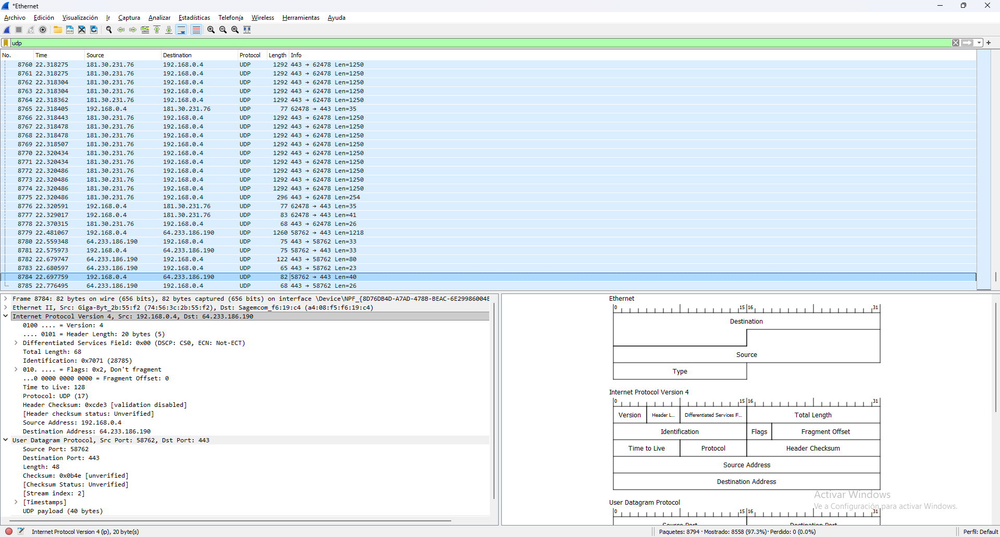 *Ethernet
Archivo Edición Visualización Ir Captura Analizar Estadísticas Telefonía Wireless Herramientas Ayuda
udp
No. Time Source Destination Protocol Length Info
8760 22.318275 181.30.231.76 192.168.0.4 UDP 1292 443 → 62478 Len=1250
8761 22.318275 181.30.231.76 192.168.0.4 UDP 1292 443 → 62478 Len=1250
8762 22.318304 181.30.231.76 192.168.0.4 UDP 1292 443 → 62478 Len=1250
8763 22.318304 181.30.231.76 192.168.0.4 UDP 1292 443 → 62478 Len=1250
8764 22.318362 181.30.231.76 192.168.0.4 UDP 1292 443 → 62478 Len=1250
8765 22.318405 192.168.0.4 181.30.231.76 UDP 77 62478 → 443 Len=35
8766 22.318443 181.30.231.76 192.168.0.4 UDP 1292 443 → 62478 Len=1250
8767 22.318478 181.30.231.76 192.168.0.4 UDP 1292 443 → 62478 Len=1250
8768 22.318478 181.30.231.76 192.168.0.4 UDP 1292 443 → 62478 Len=1250
8769 22.318507 181.30.231.76 192.168.0.4 UDP 1292 443 → 62478 Len=1250
8770 22.320434 181.30.231.76 192.168.0.4 UDP 1292 443 → 62478 Len=1250
8771 22.320434 181.30.231.76 192.168.0.4 UDP 1292 443 → 62478 Len=1250
8772 22.320486 181.30.231.76 192.168.0.4 UDP 1292 443 → 62478 Len=1250
8773 22.320486 181.30.231.76 192.168.0.4 UDP 1292 443 → 62478 Len=1250
8774 22.320486 181.30.231.76 192.168.0.4 UDP 1292 443 → 62478 Len=1250
8775 22.320486 181.30.231.76 192.168.0.4 UDP 296 443 → 62478 Len=254
8776 22.320591 192.168.0.4 181.30.231.76 UDP 77 62478 → 443 Len=35
8777 22.329017 192.168.0.4 181.30.231.76 UDP 83 62478 → 443 Len=41
8778 22.370315 181.30.231.76 192.168.0.4 UDP 68 443 → 62478 Len=26
8779 22.481067 192.168.0.4 64.233.186.190 UDP 1260 58762 → 443 Len=1218
8780 22.559348 64.233.186.190 192.168.0.4 UDP 75 443 → 58762 Len=33
8781 22.575973 192.168.0.4 64.233.186.190 UDP 75 58762 → 443 Len=33
8782 22.679747 64.233.186.190 192.168.0.4 UDP 122 443 → 58762 Len=80
8783 22.680597 64.233.186.190 192.168.0.4 UDP 65 443 → 58762 Len=23
8784 22.697759 192.168.0.4 64.233.186.190 UDP 82 58762 → 443 Len=40
8785 22.776495 64.233.186.190 192.168.0.4 UDP 68 443 → 58762 Len=26
Frame 8784: 82 bytes on wire (656 bits), 82 bytes captured (656 bits) on interface \Device\NPF_{8D76DB4D-A7AD-478B-BEAC-6E29986004E
Ethernet II, Src: Giga-Byt_2b:55:f2 (74:56:3c:2b:55:f2), Dst: Sagemcom_f6:19:c4 (a4:08:f5:f6:19:c4)
Internet Protocol Version 4, Src: 192.168.0.4, Dst: 64.233.186.190
0100 .... = Version: 4
.... 0101 = Header Length: 20 bytes (5)
Differentiated Services Field: 0x00 (DSCP: CS0, ECN: Not-ECT)
Total Length: 68
Identification: 0x7071 (28785)
010. .... = Flags: 0x2, Don't fragment
...0 0000 0000 0000 = Fragment Offset: 0
Time to Live: 128
Protocol: UDP (17)
Header Checksum: 0xcde3 [validation disabled]
[Header checksum status: Unverified]
Source Address: 192.168.0.4
Destination Address: 64.233.186.190
User Datagram Protocol, Src Port: 58762, Dst Port: 443
Source Port: 58762
Destination Port: 443
Length: 48
Checksum: 0x0b4e [unverified]
[Checksum Status: Unverified]
[Stream index: 2]
[Timestamps]
UDP payload (40 bytes)
Ethernet
0 15 16 31
Destination
Source
Type
Internet Protocol Version 4
0 15 16 31
Version Header L... Differentiated Services F... Total Length
Identification Flags Fragment Offset
Time to Live Protocol Header Checksum
Source Address
Destination Address
User Datagram Protocol
0 15 16 31
Source Port Destination Port
Activar Windows
Ve a Configuración para activar Windows.
Internet Protocol Version 4 (ip), 20 byte(s)
Paquetes: 8794 · Mostrado: 8558 (97.3%) · Perdido: 0 (0.0%)
Perfil: Default